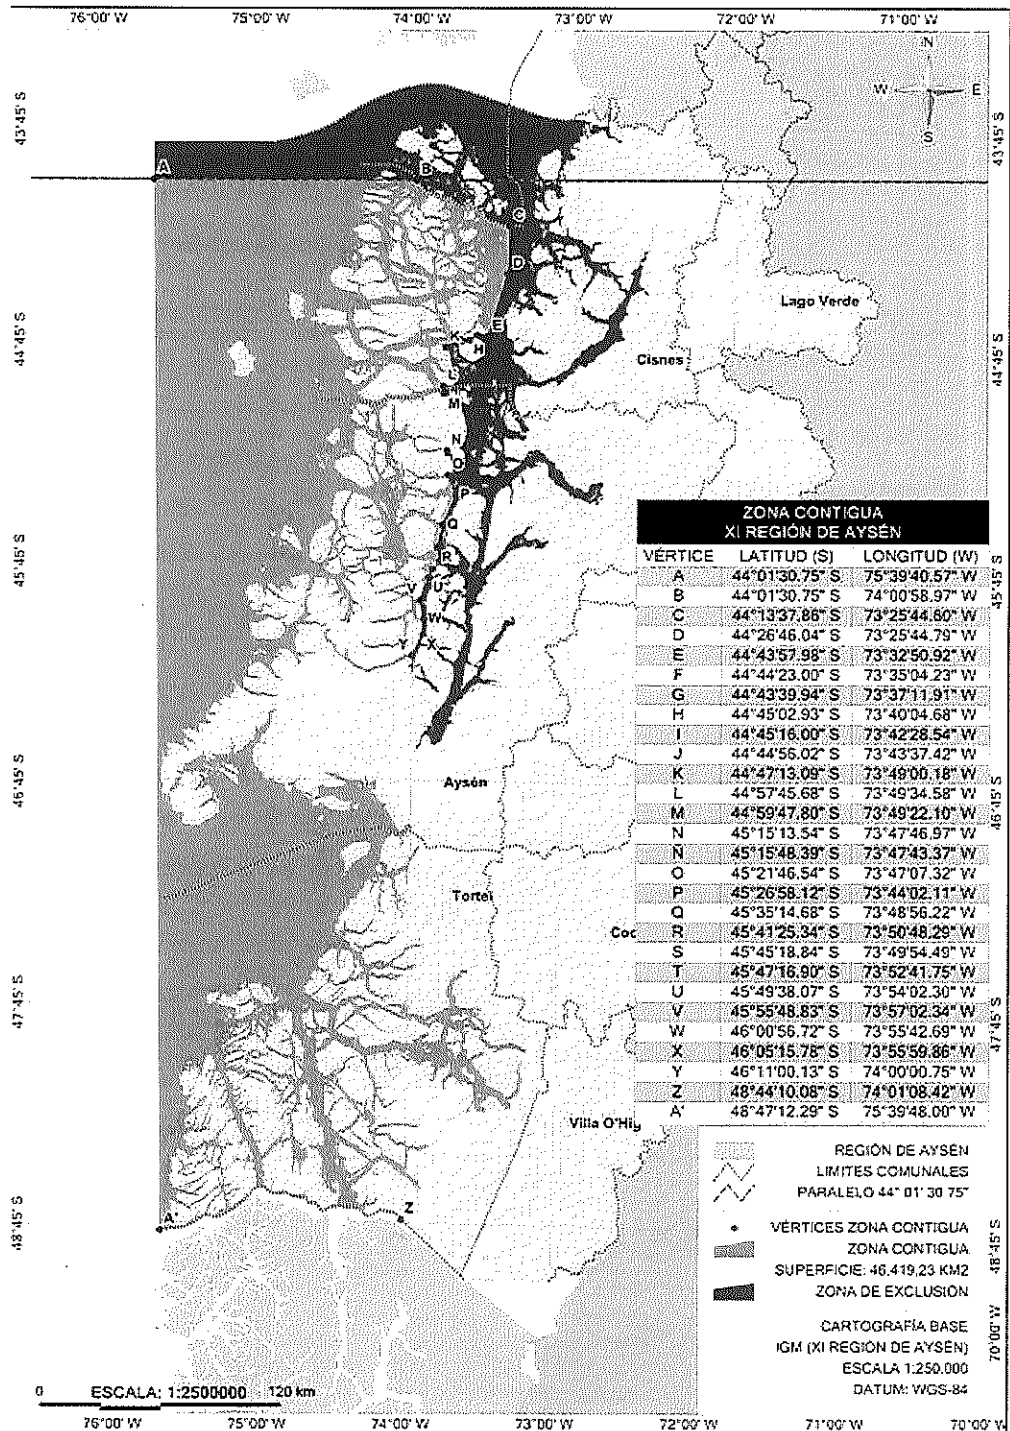 76°00' W 75°00' W 74°00' W 73°00' W 72°00' W 71°00' W
43°45' S
44°45' S
45°45' S
46°45' S
47°45' S
48°45' S
N
W E
S
43°45' S
44°45' S
45°45' S
46°45' S
47°45' S
48°45' S
70°00' W
A
B
C
D
E
K
H
L
M
N
O
P
Q
R
U
V
W
Y X
A'
Z
Lago Verde
Cisnes
Aysén
Tortel
Coc
Villa O'Hig
ZONA CONTIGUA
XI REGIÓN DE AYSÉN
VÉRTICE LATITUD (S) LONGITUD (W)
A 44°01'30.75" S 75°39'40.57" W
B 44°01'30.75" S 74°00'58.97" W
C 44°13'37.86" S 73°25'44.60" W
D 44°26'46.04" S 73°25'44.79" W
E 44°43'57.98" S 73°32'50.92" W
F 44°44'23.00" S 73°35'04.23" W
G 44°43'39.94" S 73°37'11.91" W
H 44°45'02.93" S 73°40'04.68" W
I 44°45'16.00" S 73°42'28.54" W
J 44°44'56.02" S 73°43'37.42" W
K 44°47'13.09" S 73°49'00.18" W
L 44°57'45.68" S 73°49'34.58" W
M 44°59'47.80" S 73°49'22.10" W
N 45°15'13.54" S 73°47'46.97" W
Ñ 45°15'48.39" S 73°47'43.37" W
O 45°21'46.54" S 73°47'07.32" W
P 45°26'58.12" S 73°44'02.11" W
Q 45°35'14.68" S 73°48'56.22" W
R 45°41'25.34" S 73°50'48.29" W
S 45°45'18.84" S 73°49'54.49" W
T 45°47'16.90" S 73°52'41.75" W
U 45°49'38.07" S 73°54'02.30" W
V 45°55'48.83" S 73°57'02.34" W
W 46°00'56.72" S 73°55'42.69" W
X 46°05'15.78" S 73°55'59.86" W
Y 46°11'00.13" S 74°00'00.75" W
Z 48°44'10.08" S 74°01'08.42" W
A' 48°47'12.29" S 75°39'48.00" W
REGIÓN DE AYSÉN
LIMITES COMUNALES
PARALELO 44° 01' 30 75"
VÉRTICES ZONA CONTIGUA
ZONA CONTIGUA
SUPERFICIE: 46.419,23 KM2
ZONA DE EXCLUSIÓN
CARTOGRAFÍA BASE
IGM (XI REGIÓN DE AYSÉN)
ESCALA 1:250.000
DATUM: WGS-84
0 ESCALA: 1:2500000 120 km
76°00' W 75°00' W 74°00' W 73°00' W 72°00' W 71°00' W 70°00' W